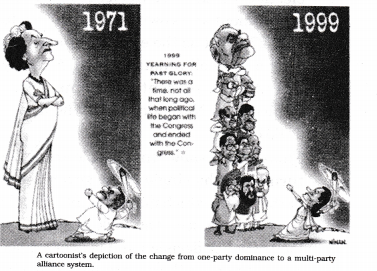 1971
1999
1999
YEARNING FOR
PAST GLORY:
"There was a
time, not all
that long ago,
when political
life began with
the Congress
and ended
with the Con-
gress."
NINAN
A cartoonist's depiction of the change from one-party dominance to a multi-party
alliance system.